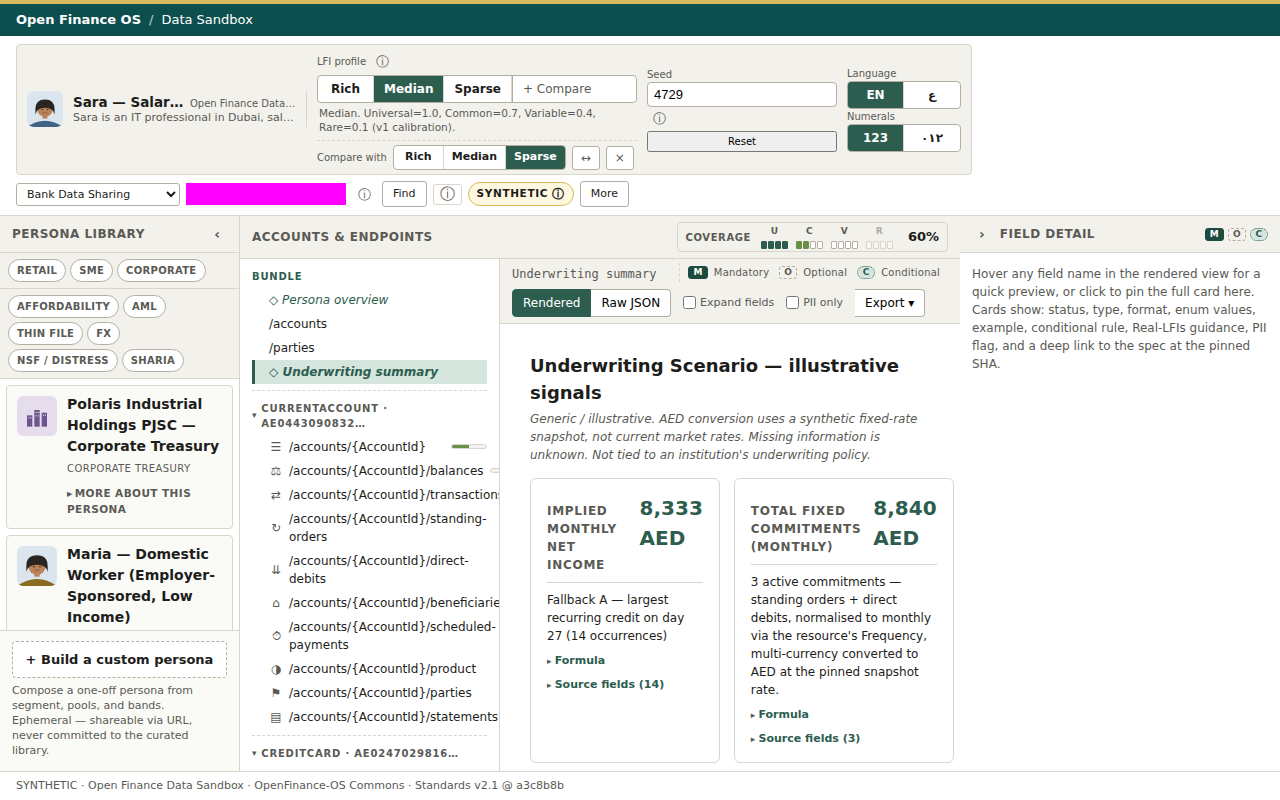 Open Finance OS / Data Sandbox
Sara — Salar… Open Finance Data…
Sara is an IT professional in Dubai, sal…
LFI profile ⓘ
Rich Median Sparse + Compare
Median. Universal=1.0, Common=0.7, Variable=0.4,
Rare=0.1 (v1 calibration).
Compare with Rich Median Sparse ↔ ×
Seed
4729
ⓘ
Reset
Language
EN ع
Numerals
123 ٠١٢
Bank Data Sharing ⓘ Find ⓘ SYNTHETIC ⓘ More
PERSONA LIBRARY ‹
RETAIL SME CORPORATE
AFFORDABILITY AML
THIN FILE FX
NSF / DISTRESS SHARIA
Polaris Industrial
Holdings PJSC —
Corporate Treasury
CORPORATE TREASURY
▸ MORE ABOUT THIS
PERSONA
Maria — Domestic
Worker (Employer-
Sponsored, Low
Income)
+ Build a custom persona
Compose a one-off persona from
segment, pools, and bands.
Ephemeral — shareable via URL,
never committed to the curated
library.
ACCOUNTS & ENDPOINTS
COVERAGE U C V R 60%
BUNDLE
◇ Persona overview
/accounts
/parties
◇ Underwriting summary
▾ CURRENTACCOUNT ·
AE0443090832…
☰ /accounts/{AccountId}
⚖ /accounts/{AccountId}/balances
⇄ /accounts/{AccountId}/transactions
↻ /accounts/{AccountId}/standing-
orders
⇊ /accounts/{AccountId}/direct-
debits
⌂ /accounts/{AccountId}/beneficiarie
⏱ /accounts/{AccountId}/scheduled-
payments
◑ /accounts/{AccountId}/product
⚑ /accounts/{AccountId}/parties
▤ /accounts/{AccountId}/statements
▾ CREDITCARD · AE0247029816…
Underwriting summary
M Mandatory O Optional C Conditional
Rendered Raw JSON Expand fields PII only Export ▾
Underwriting Scenario — illustrative
signals
Generic / illustrative. AED conversion uses a synthetic fixed-rate
snapshot, not current market rates. Missing information is
unknown. Not tied to an institution's underwriting policy.
IMPLIED
MONTHLY
NET
INCOME
8,333
AED
Fallback A — largest
recurring credit on day
27 (14 occurrences)
▸ Formula
▸ Source fields (14)
TOTAL FIXED
COMMITMENTS
(MONTHLY)
8,840
AED
3 active commitments —
standing orders + direct
debits, normalised to monthly
via the resource's Frequency,
multi-currency converted to
AED at the pinned snapshot
rate.
▸ Formula
▸ Source fields (3)
› FIELD DETAIL M O C
Hover any field name in the rendered view for a
quick preview, or click to pin the full card here.
Cards show: status, type, format, enum values,
example, conditional rule, Real-LFIs guidance, PII
flag, and a deep link to the spec at the pinned
SHA.
SYNTHETIC · Open Finance Data Sandbox · OpenFinance-OS Commons · Standards v2.1 @ a3c8b8b